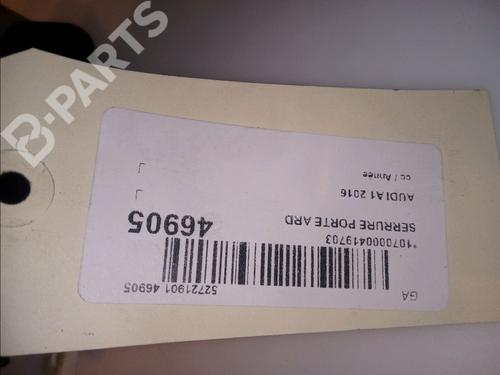 B-PARTS
GA
52721901 46905
*1070000419703
SERRURE PORTE ARD
46905
AUDI A1 2016
cc / Année